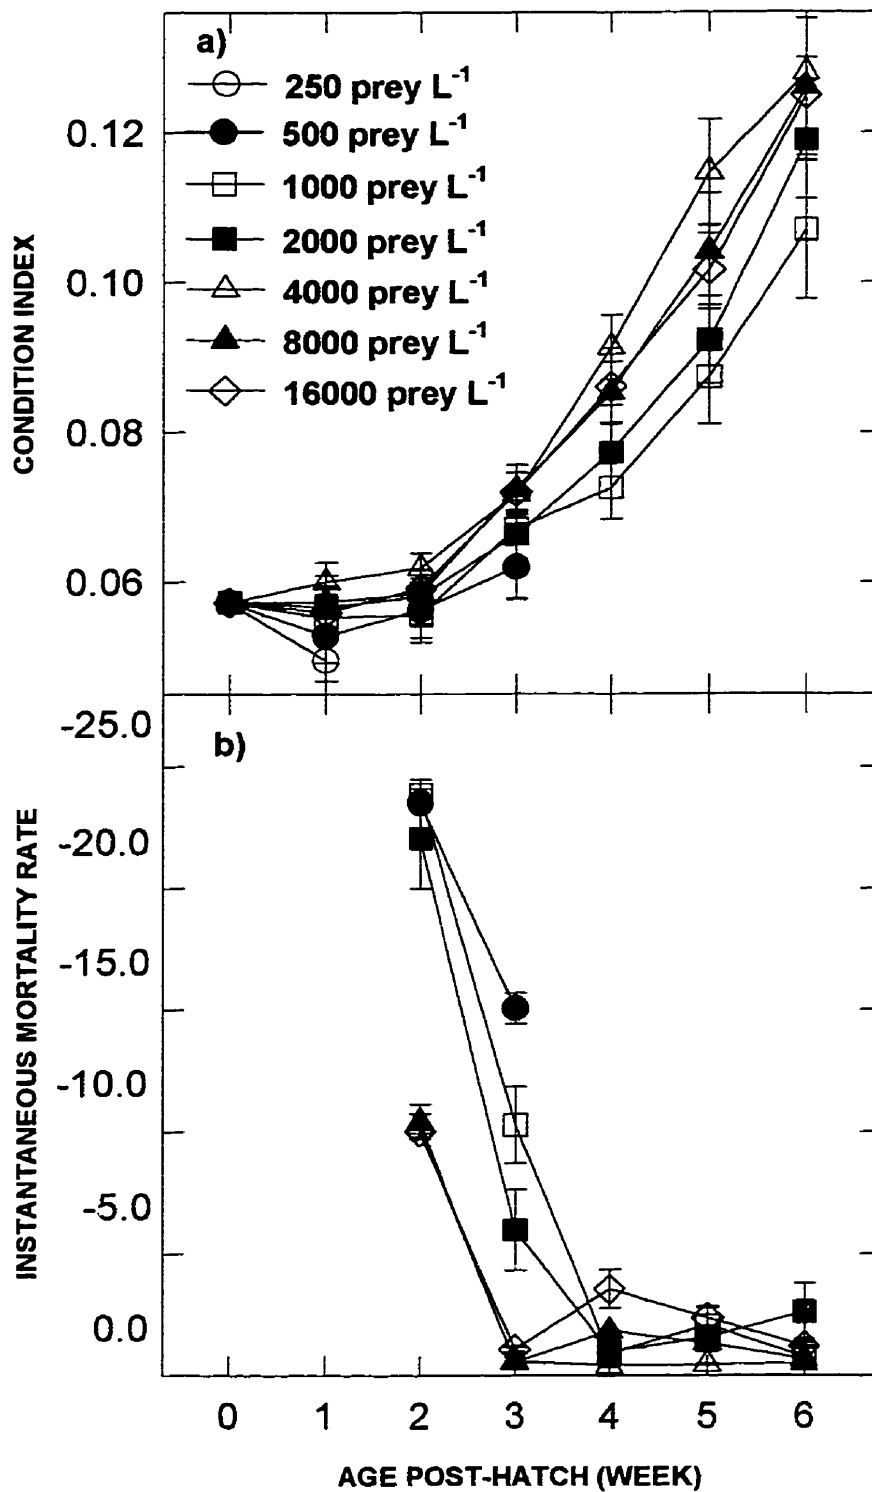 a)
250 prey L⁻¹
500 prey L⁻¹
1000 prey L⁻¹
2000 prey L⁻¹
4000 prey L⁻¹
8000 prey L⁻¹
16000 prey L⁻¹
0.12
0.10
0.08
0.06
CONDITION INDEX
b)
-25.0
-20.0
-15.0
-10.0
-5.0
0.0
INSTANTANEOUS MORTALITY RATE
0 1 2 3 4 5 6
AGE POST-HATCH (WEEK)